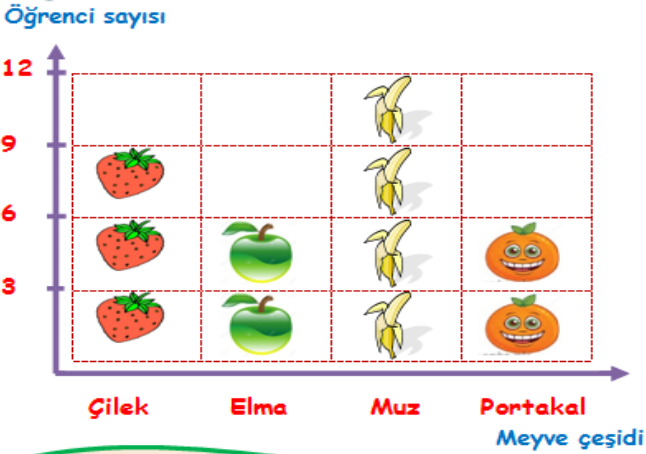 Öğrenci sayısı
12
9
6
3
Çilek Elma Muz Portakal
Meyve çeşidi